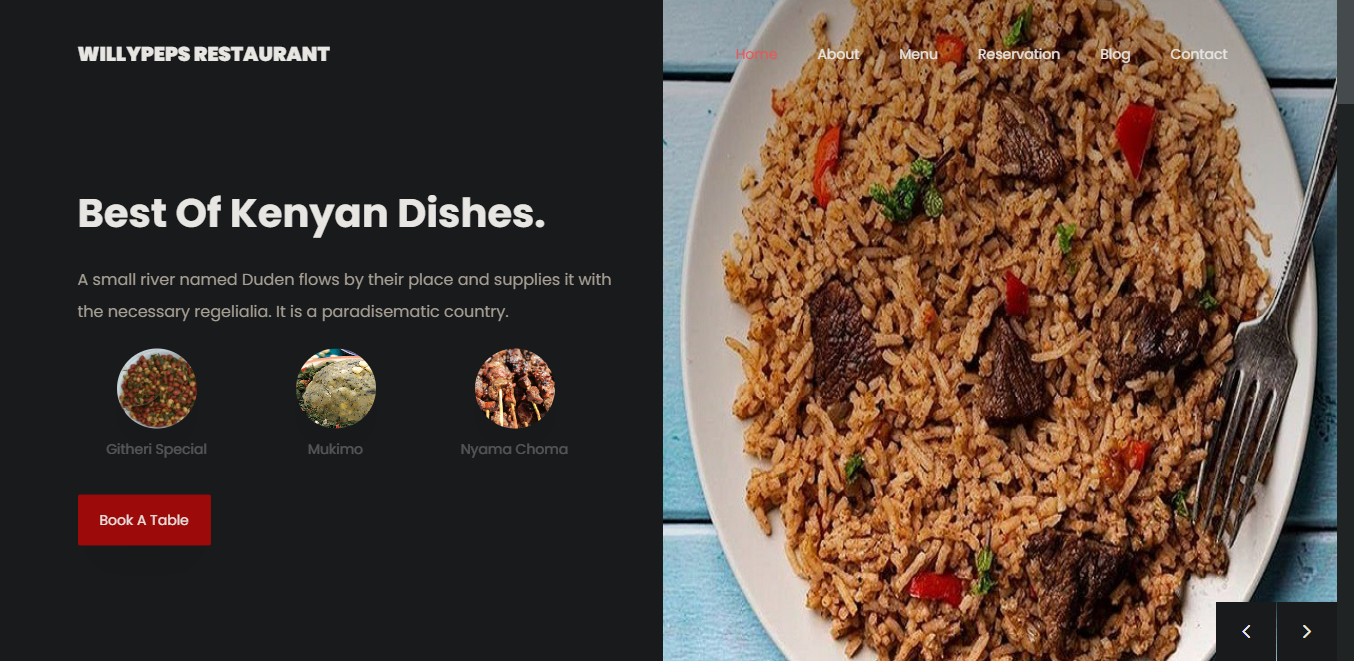 WILLYPEPS RESTAURANT
Home About Menu Reservation Blog Contact
Best Of Kenyan Dishes.
A small river named Duden flows by their place and supplies it with
the necessary regelialia. It is a paradisematic country.
Githeri Special Mukimo Nyama Choma
Book A Table